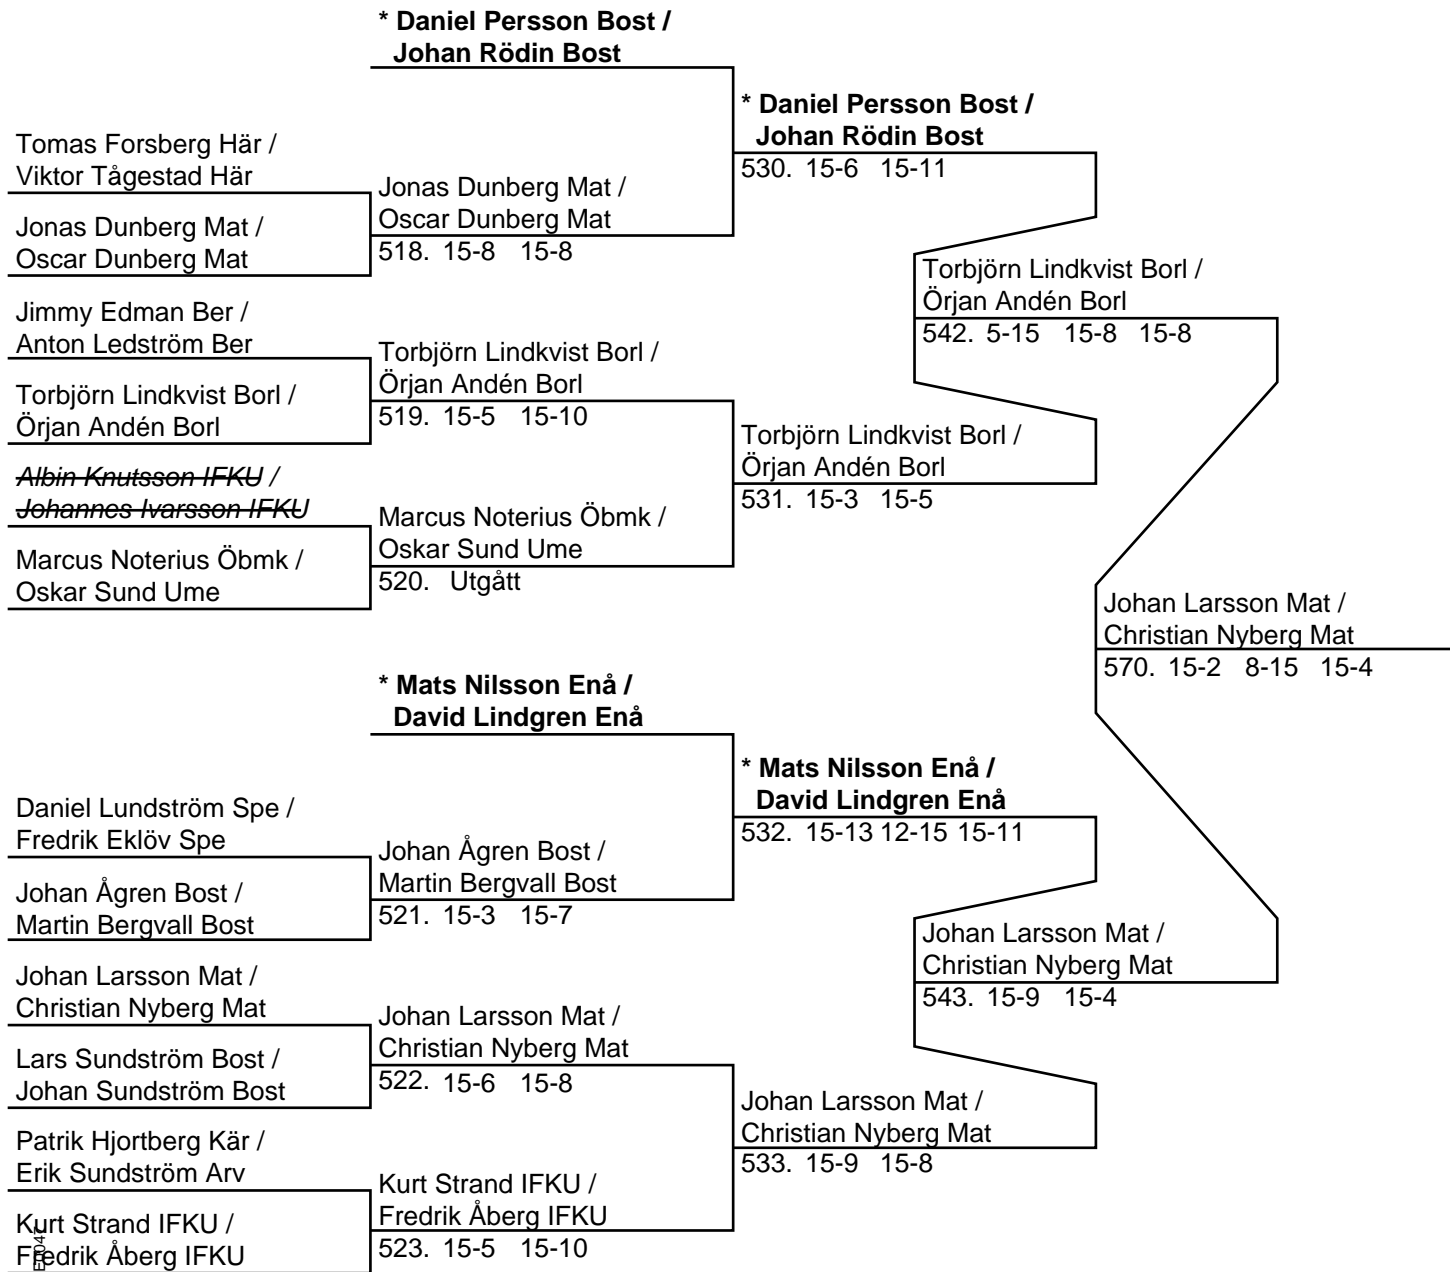 * Daniel Persson Bost /
Johan Rödin Bost
* Daniel Persson Bost /
Johan Rödin Bost
530. 15-6 15-11
Tomas Forsberg Här /
Viktor Tågestad Här
Jonas Dunberg Mat /
Oscar Dunberg Mat
518. 15-8 15-8
Jonas Dunberg Mat /
Oscar Dunberg Mat
Torbjörn Lindkvist Borl /
Örjan Andén Borl
542. 5-15 15-8 15-8
Jimmy Edman Ber /
Anton Ledström Ber
Torbjörn Lindkvist Borl /
Örjan Andén Borl
519. 15-5 15-10
Torbjörn Lindkvist Borl /
Örjan Andén Borl
Torbjörn Lindkvist Borl /
Örjan Andén Borl
531. 15-3 15-5
Albin Knutsson IFKU /
Johannes Ivarsson IFKU
Marcus Noterius Öbmk /
Oskar Sund Ume
520. Utgått
Marcus Noterius Öbmk /
Oskar Sund Ume
Johan Larsson Mat /
Christian Nyberg Mat
570. 15-2 8-15 15-4
* Mats Nilsson Enå /
David Lindgren Enå
* Mats Nilsson Enå /
David Lindgren Enå
532. 15-13 12-15 15-11
Daniel Lundström Spe /
Fredrik Eklöv Spe
Johan Ågren Bost /
Martin Bergvall Bost
521. 15-3 15-7
Johan Ågren Bost /
Martin Bergvall Bost
Johan Larsson Mat /
Christian Nyberg Mat
543. 15-9 15-4
Johan Larsson Mat /
Christian Nyberg Mat
Johan Larsson Mat /
Christian Nyberg Mat
522. 15-6 15-8
Lars Sundström Bost /
Johan Sundström Bost
Johan Larsson Mat /
Christian Nyberg Mat
533. 15-9 15-8
Patrik Hjortberg Kär /
Erik Sundström Arv
Kurt Strand IFKU /
Fredrik Åberg IFKU
523. 15-5 15-10
Kurt Strand IFKU /
Fredrik Åberg IFKU